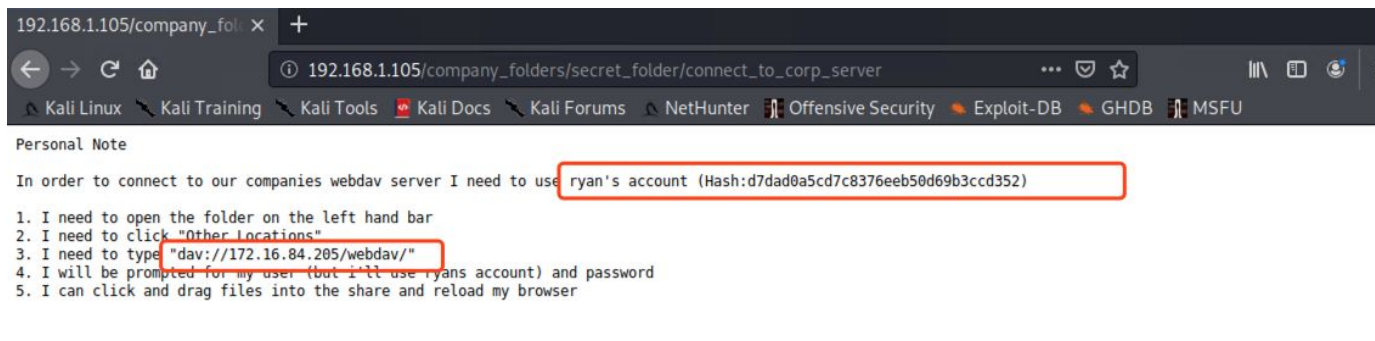 192.168.1.105/company_fol
192.168.1.105/company_folders/secret_folder/connect_to_corp_server
Kali Linux Kali Training Kali Tools Kali Docs Kali Forums NetHunter Offensive Security Exploit-DB GHDB MSFU
Personal Note
In order to connect to our companies webdav server I need to use ryan's account (Hash:d7dad0a5cd7c8376eeb50d69b3ccd352)
1. I need to open the folder on the left hand bar
2. I need to click "Other Locations"
3. I need to type "dav://172.16.84.205/webdav/"
4. I will be prompted for my user (but i'll use ryans account) and password
5. I can click and drag files into the share and reload my browser